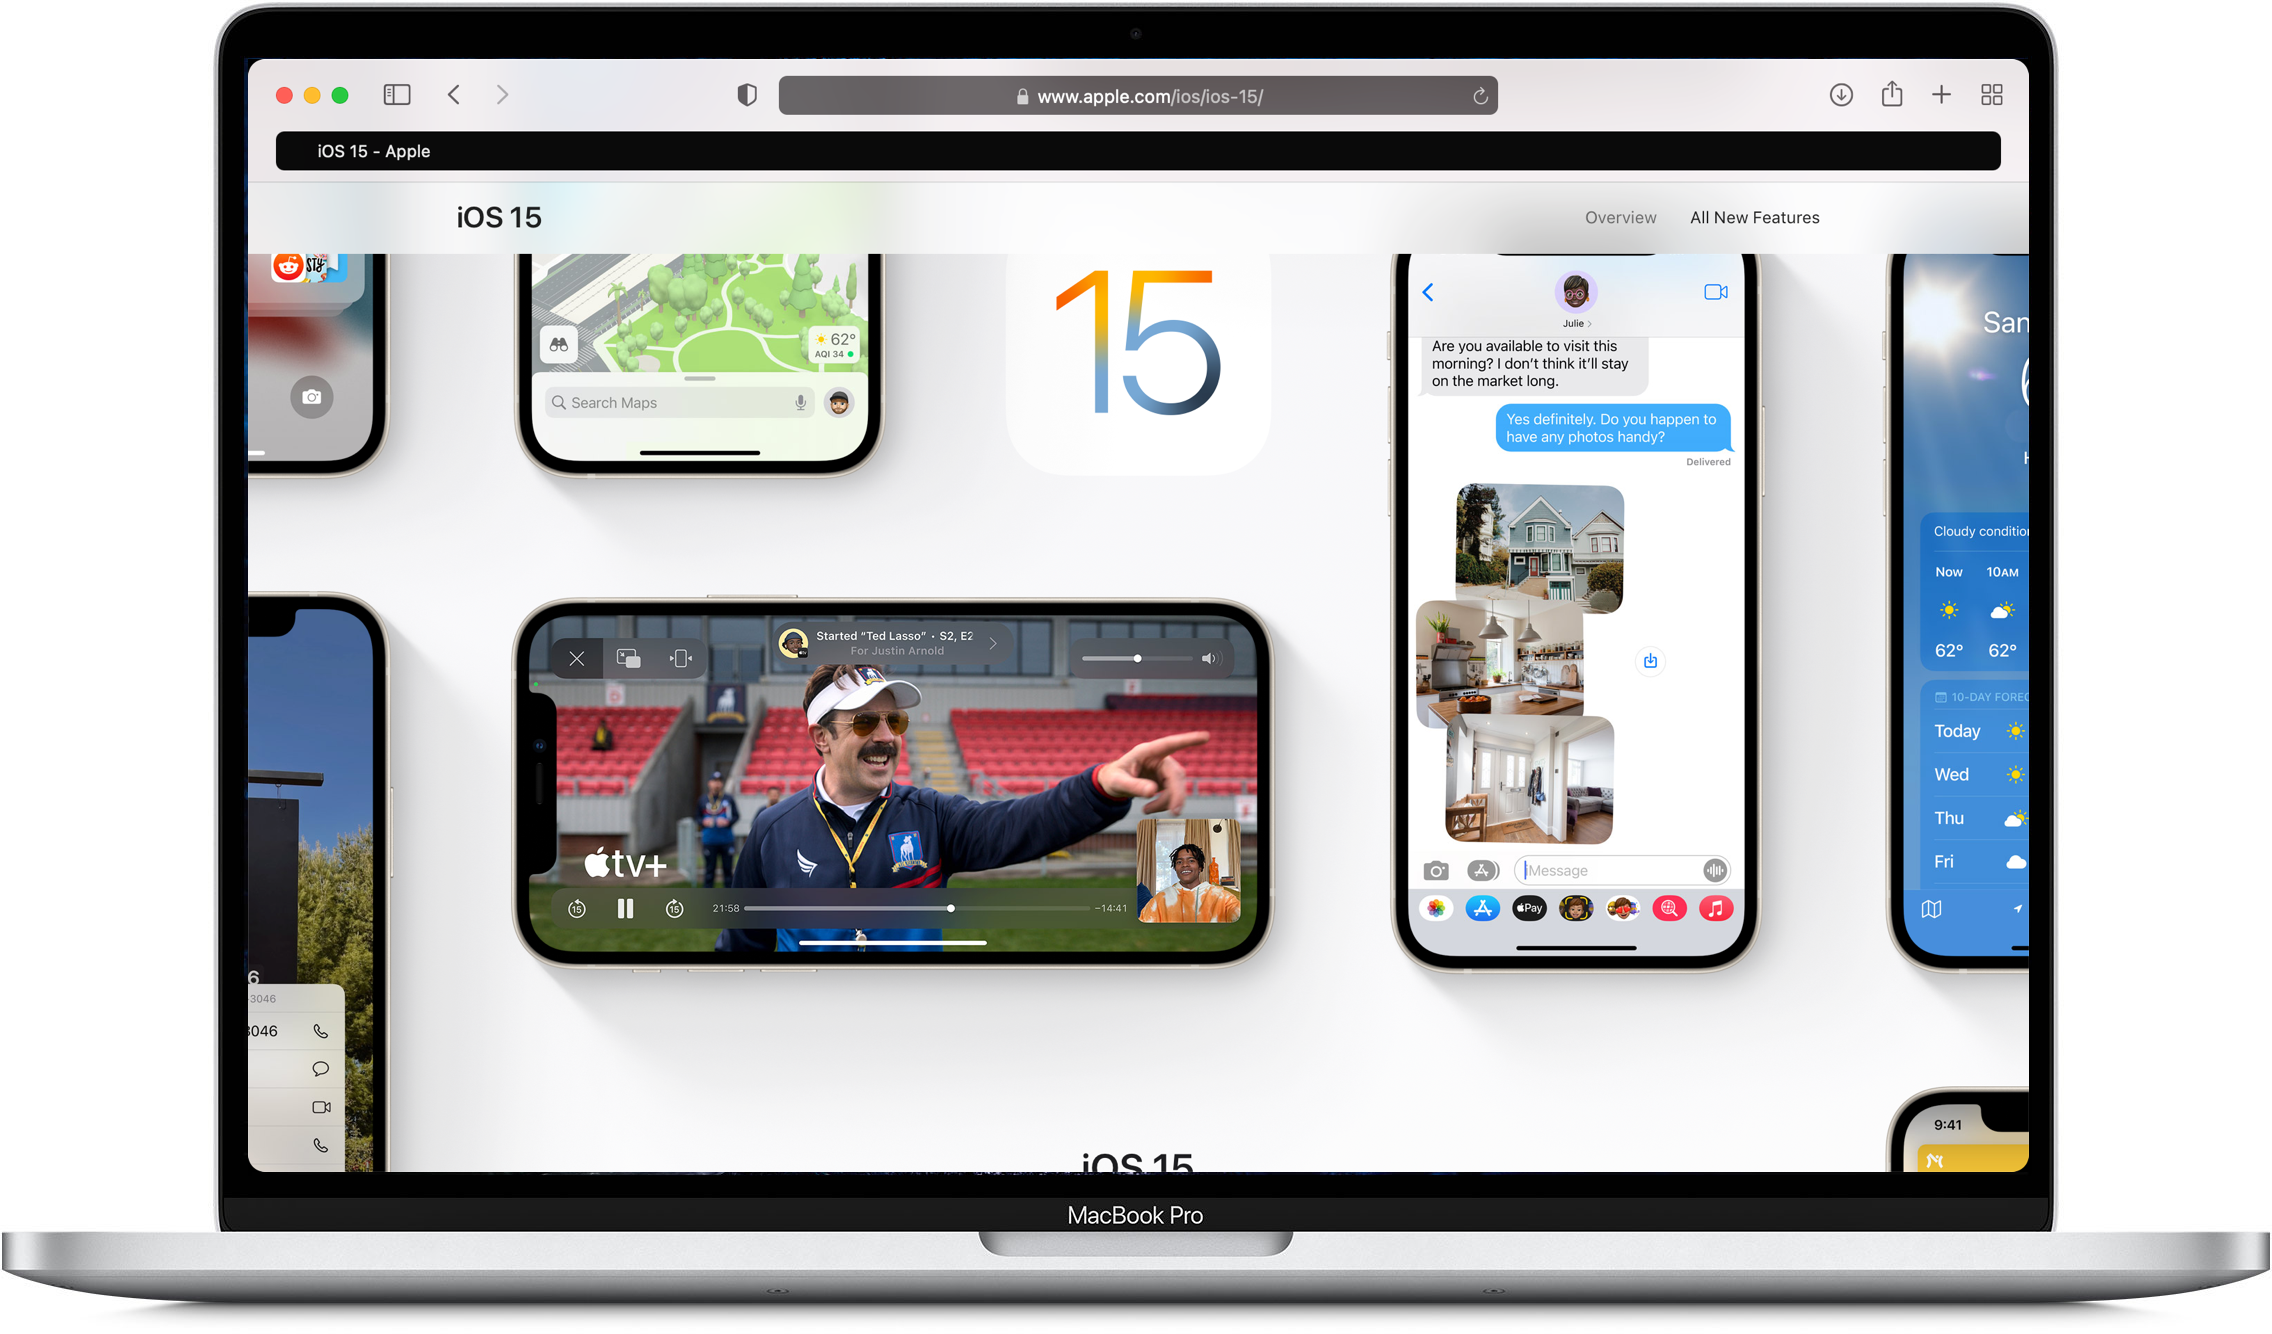 www.apple.com/ios/ios-15/
iOS 15 - Apple
iOS 15
Overview
All New Features
62°
AQI 34
Search Maps
15
Julie
Are you available to visit this
morning? I don't think it'll stay
on the market long.
Yes definitely. Do you happen to
have any photos handy?
Delivered
Message
Pay
San
Cloudy condition
Now
10AM
62°
62°
10-DAY FOREC
Today
Wed
Thu
Fri
Started "Ted Lasso" • S2, E2
For Justin Arnold
tv+
15
15
21:58
-14:41
6
-3046
3046
iOS 15
9:41
MacBook Pro